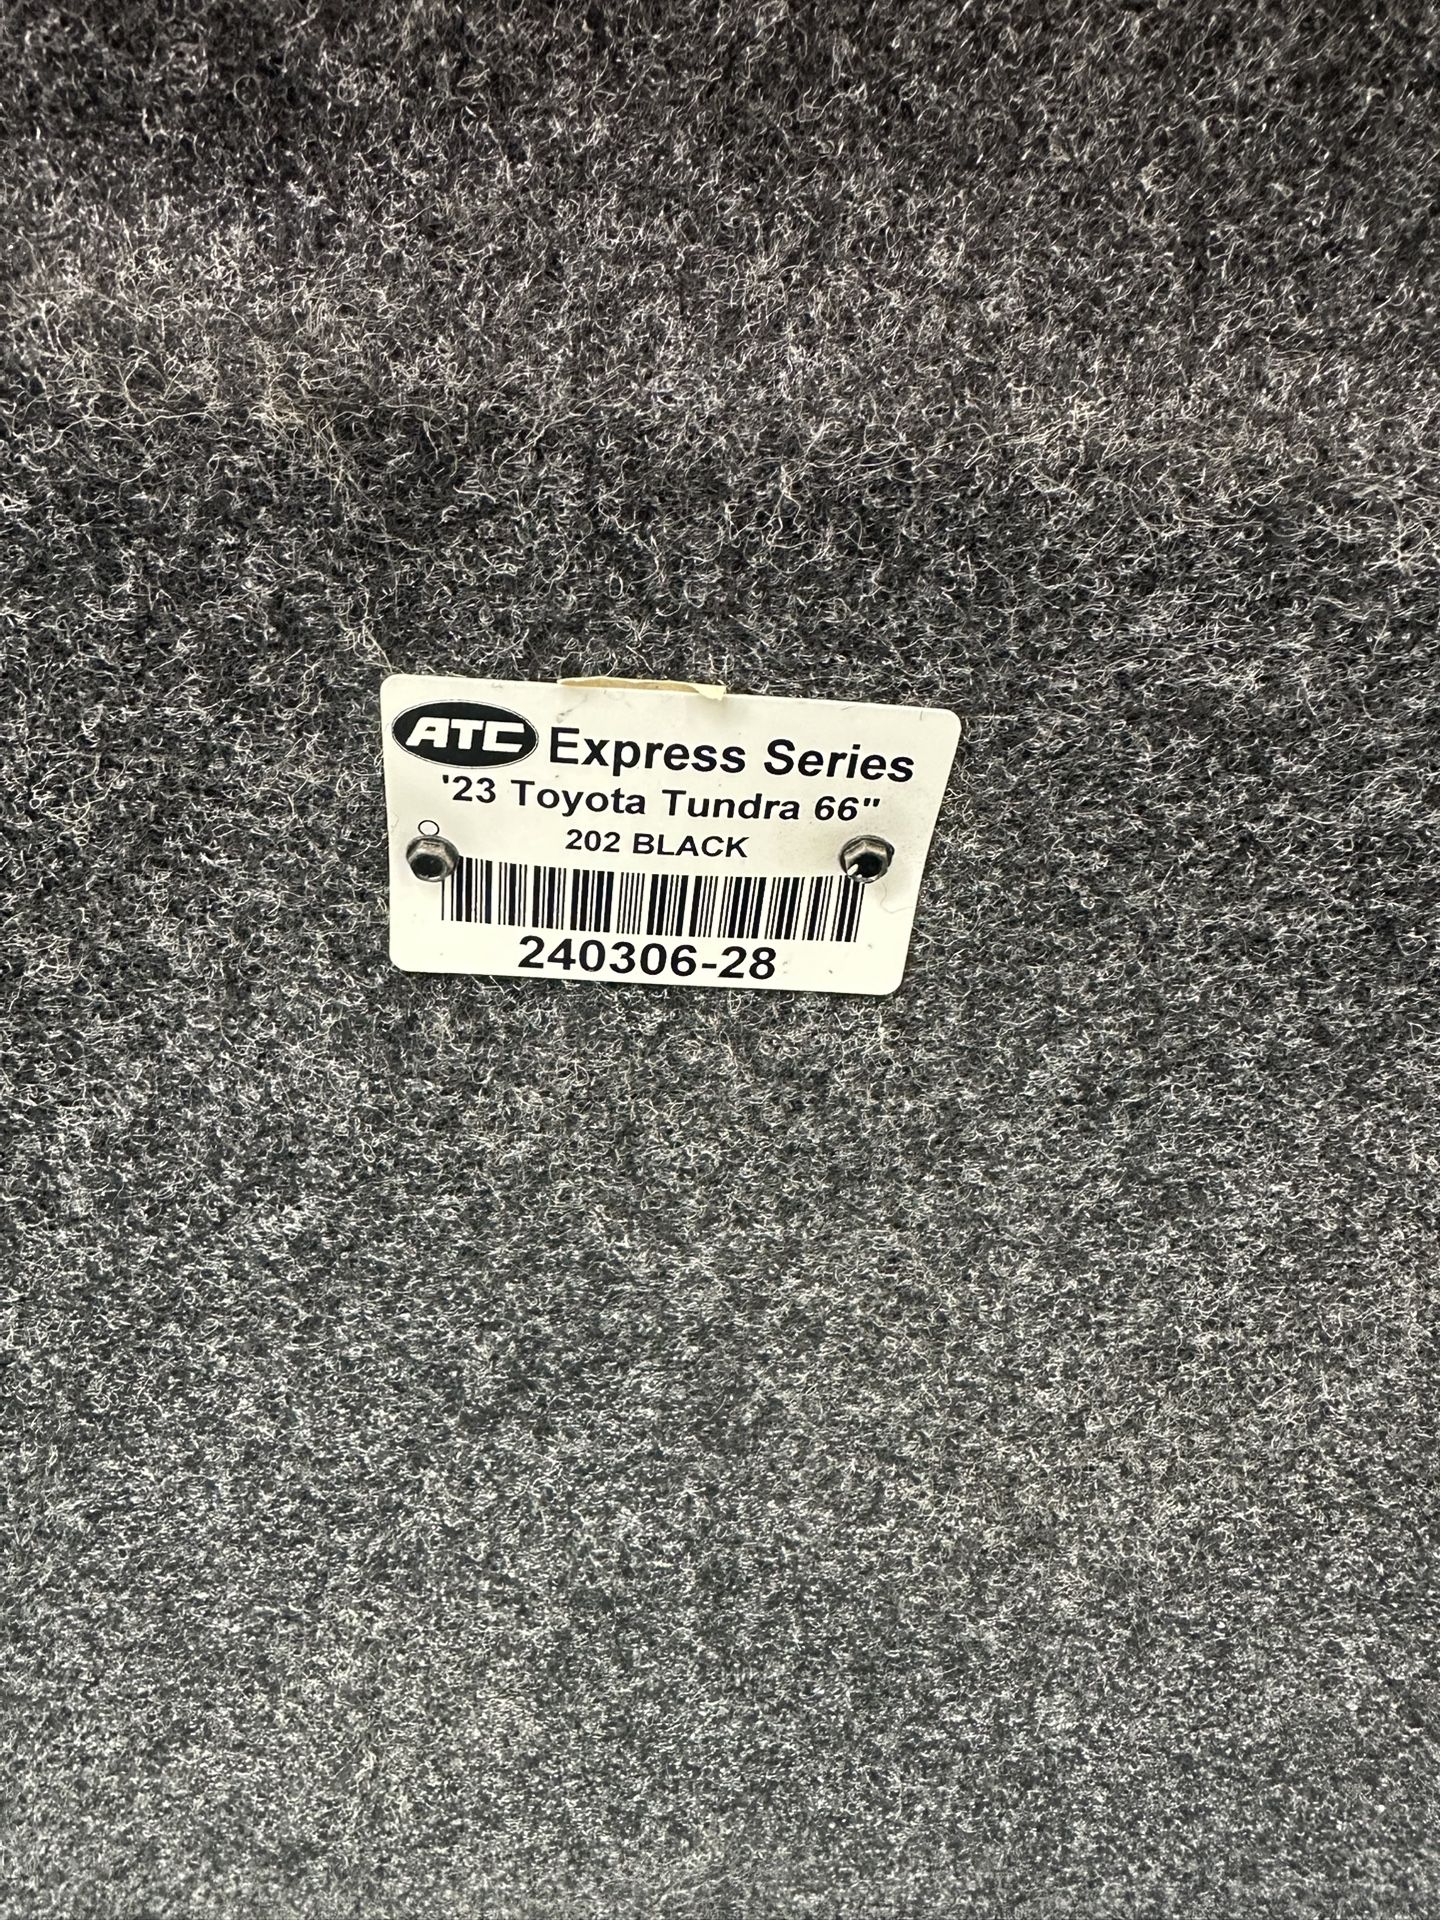 ATC Express Series
'23 Toyota Tundra 66"
202 BLACK
240306-28